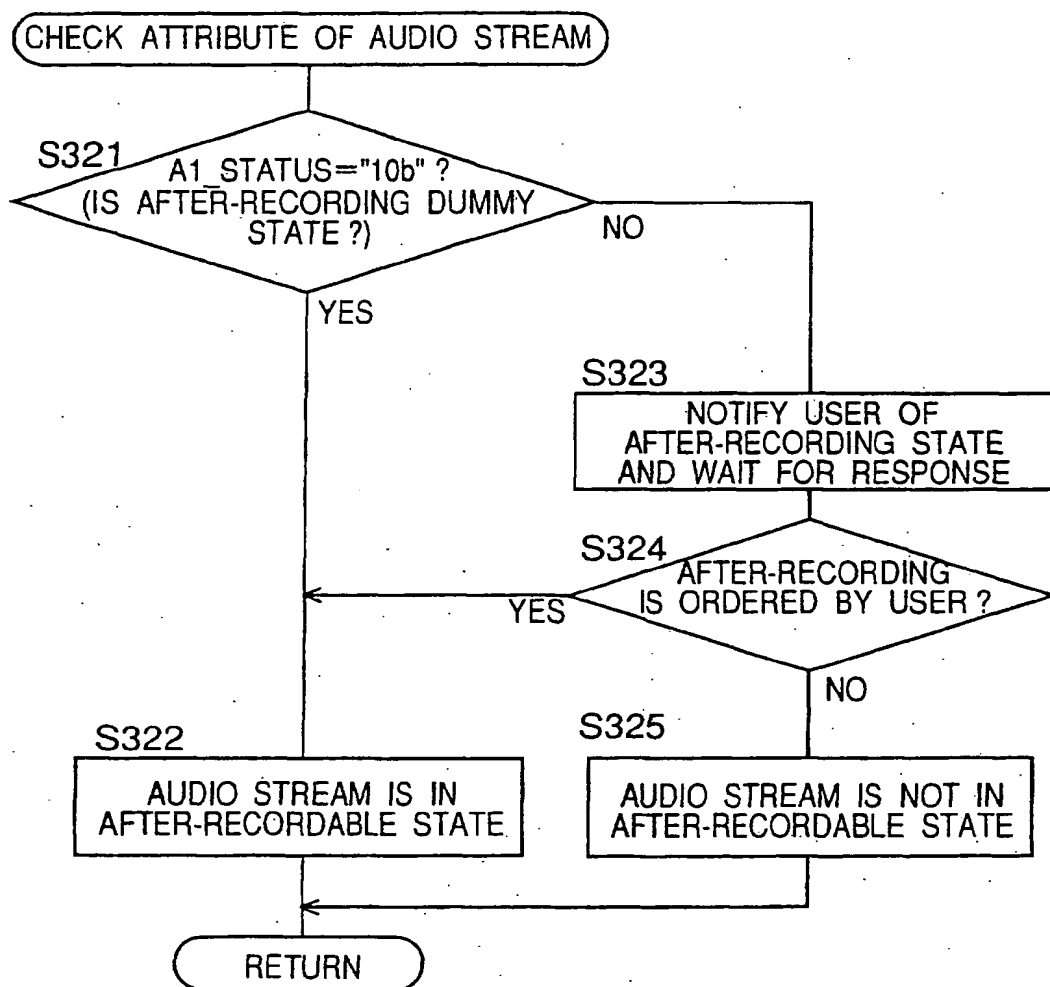 CHECK ATTRIBUTE OF AUDIO STREAM
S321
A1_STATUS="10b" ?
(IS AFTER-RECORDING DUMMY
STATE ?)
NO
YES
S323
NOTIFY USER OF
AFTER-RECORDING STATE
AND WAIT FOR RESPONSE
S324
AFTER-RECORDING
IS ORDERED BY USER ?
YES
NO
S322
AUDIO STREAM IS IN
AFTER-RECORDABLE STATE
S325
AUDIO STREAM IS NOT IN
AFTER-RECORDABLE STATE
RETURN